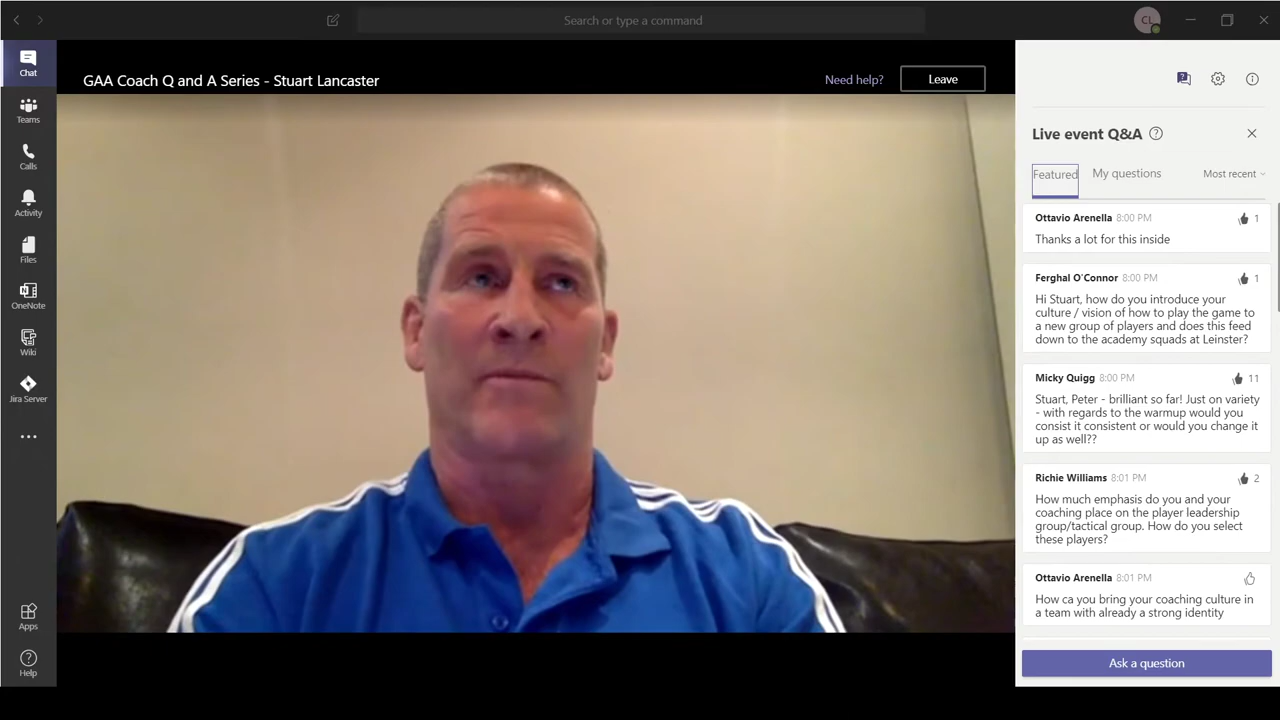 Search or type a command
CL
Chat
Teams
Calls
Activity
Files
OneNote
Wiki
Jira Server
Apps
Help
GAA Coach Q and A Series - Stuart Lancaster
Need help?
Leave
Live event Q&A
Featured
My questions
Most recent
Ottavio Arenella 8:00 PM 1
Thanks a lot for this inside
Ferghal O'Connor 8:00 PM 1
Hi Stuart, how do you introduce your
culture / vision of how to play the game to
a new group of players and does this feed
down to the academy squads at Leinster?
Micky Quigg 8:00 PM 11
Stuart, Peter - brilliant so far! Just on variety
- with regards to the warmup would you
consist it consistent or would you change it
up as well??
Richie Williams 8:01 PM 2
How much emphasis do you and your
coaching place on the player leadership
group/tactical group. How do you select
these players?
Ottavio Arenella 8:01 PM
How ca you bring your coaching culture in
a team with already a strong identity
Ask a question